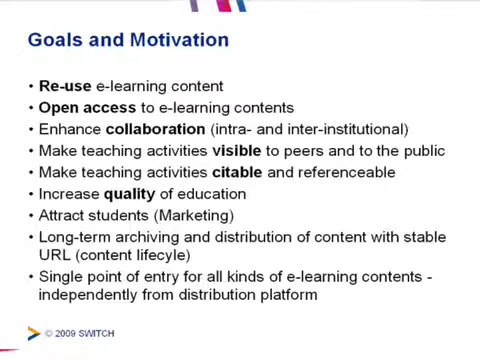 Goals and Motivation
• Re-use e-learning content
• Open access to e-learning contents
• Enhance collaboration (intra- and inter-institutional)
• Make teaching activities visible to peers and to the public
• Make teaching activities citable and referenceable
• Increase quality of education
• Attract students (Marketing)
• Long-term archiving and distribution of content with stable
URL (content lifecyle)
• Single point of entry for all kinds of e-learning contents -
independently from distribution platform
© 2009 SWITCH